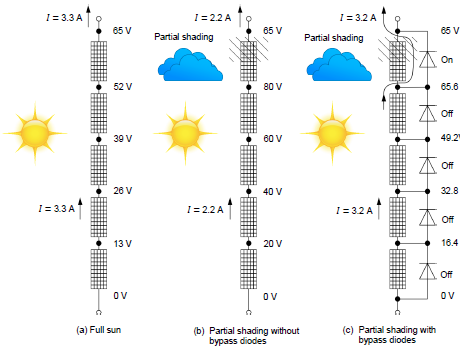 I = 3.3 A
65 V
52 V
39 V
26 V
I = 3.3 A
13 V
0 V
(a) Full sun
I = 2.2 A
65 V
Partial shading
80 V
60 V
40 V
I = 2.2 A
20 V
0 V
(b) Partial shading without
bypass diodes
I = 3.2 A
65 V
Partial shading
On
65.6
Off
49.2V
Off
32.8
I = 3.2 A
Off
16.4
Off
0 V
(c) Partial shading with
bypass diodes